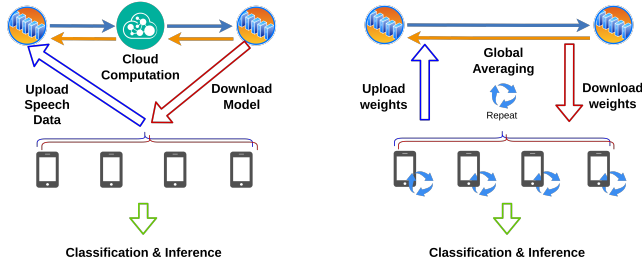 Cloud
Computation
Upload
Speech
Data
Download
Model
Classification & Inference
Global
Averaging
Upload
weights
Repeat
Download
weights
Classification & Inference